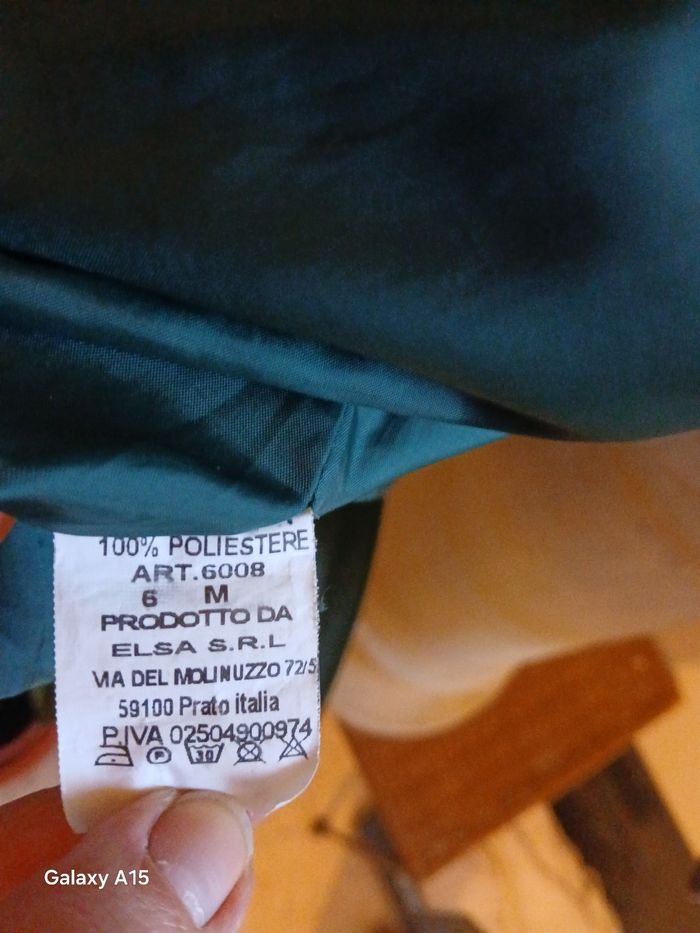 100% POLIESTERE
ART.6008
6 M
PRODOTTO DA
ELSA S.R.L
VIA DEL MOLINUZZO 72/5
59100 Prato italia
P.IVA 02504900974
P 30
Galaxy A15